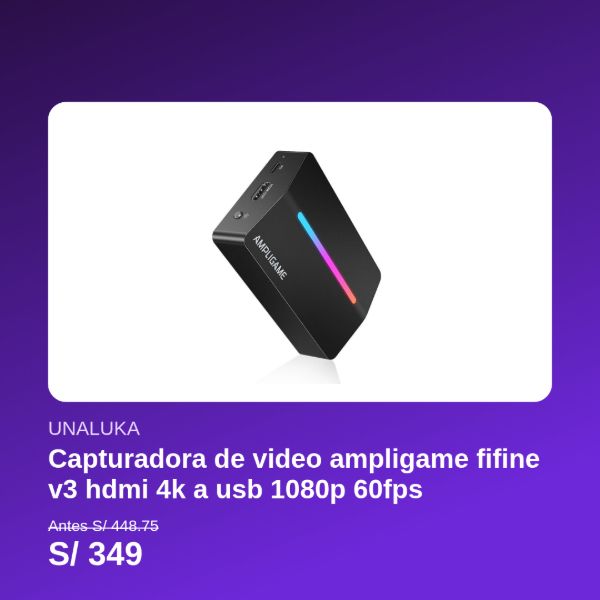 AMPLIGAME
UNALUKA
Capturadora de video ampligame fifine
v3 hdmi 4k a usb 1080p 60fps
Antes S/ 448.75
S/ 349